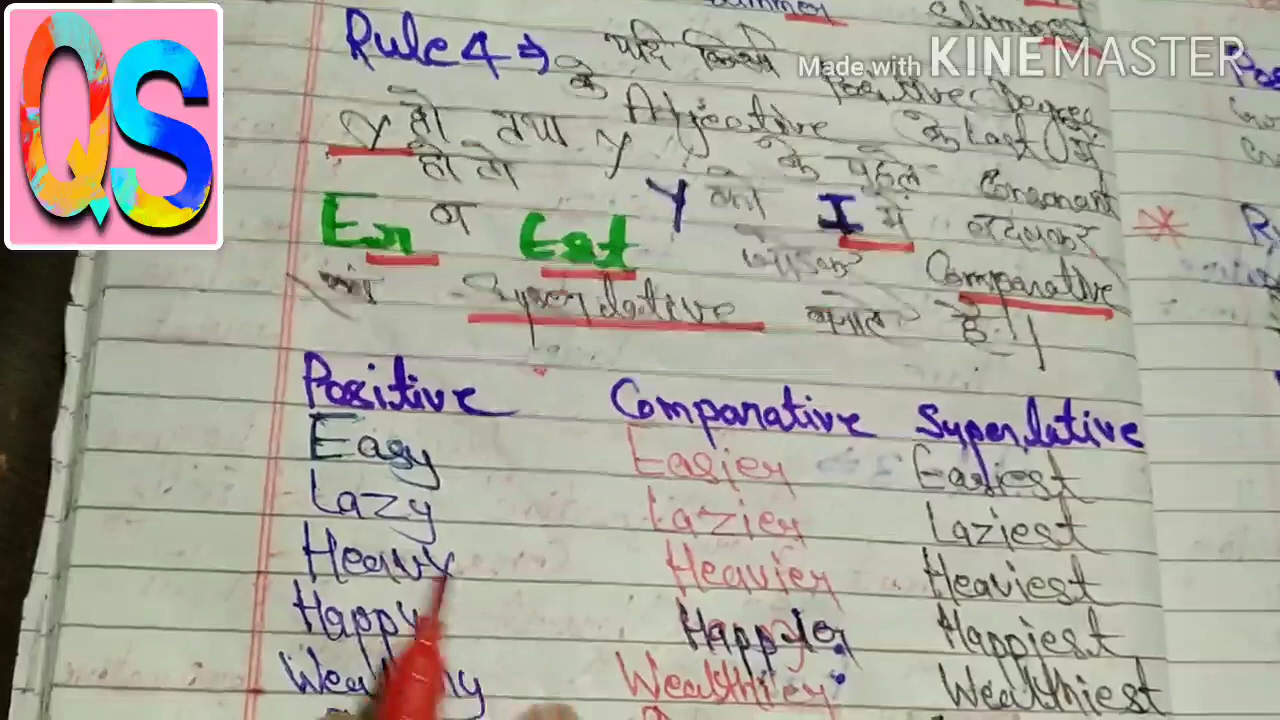 QS
Made with KINEMASTER
Slimmest
Rule 4 ⇒ यदि किसी Positive Degree
के Adjective के Last में
y हो तथा y के पहले Consonant
हो तो Y को I में बदलकर
Er व Est जोड़कर Comparative
Superlative बनाते है।
Positive Comparative Superlative
Easy Easier Easiest
Lazy Lazier Laziest
Heavy Heavier Heaviest
Happy Happier Happiest
Wealthy Wealthier Wealthiest